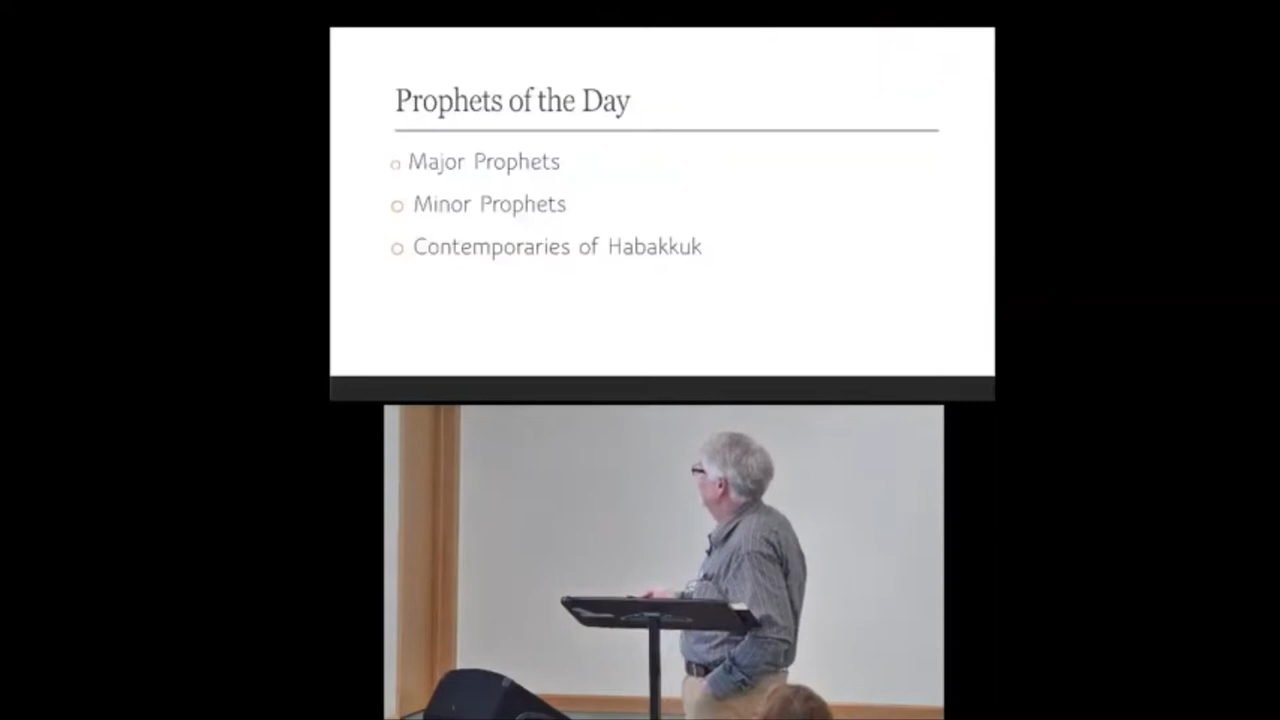 Prophets of the Day
Major Prophets
Minor Prophets
Contemporaries of Habakkuk